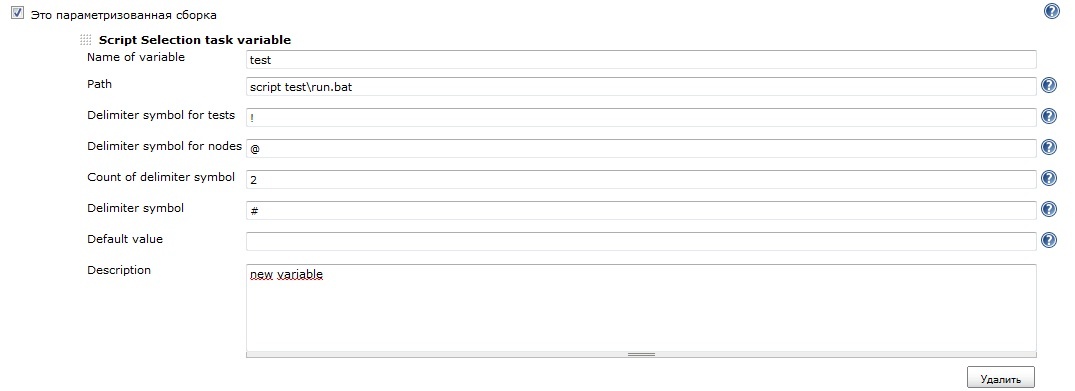 Это параметризованная сборка
Script Selection task variable
Name of variable test
Path script test\run.bat
Delimiter symbol for tests !
Delimiter symbol for nodes @
Count of delimiter symbol 2
Delimiter symbol #
Default value
Description new variable
Удалить